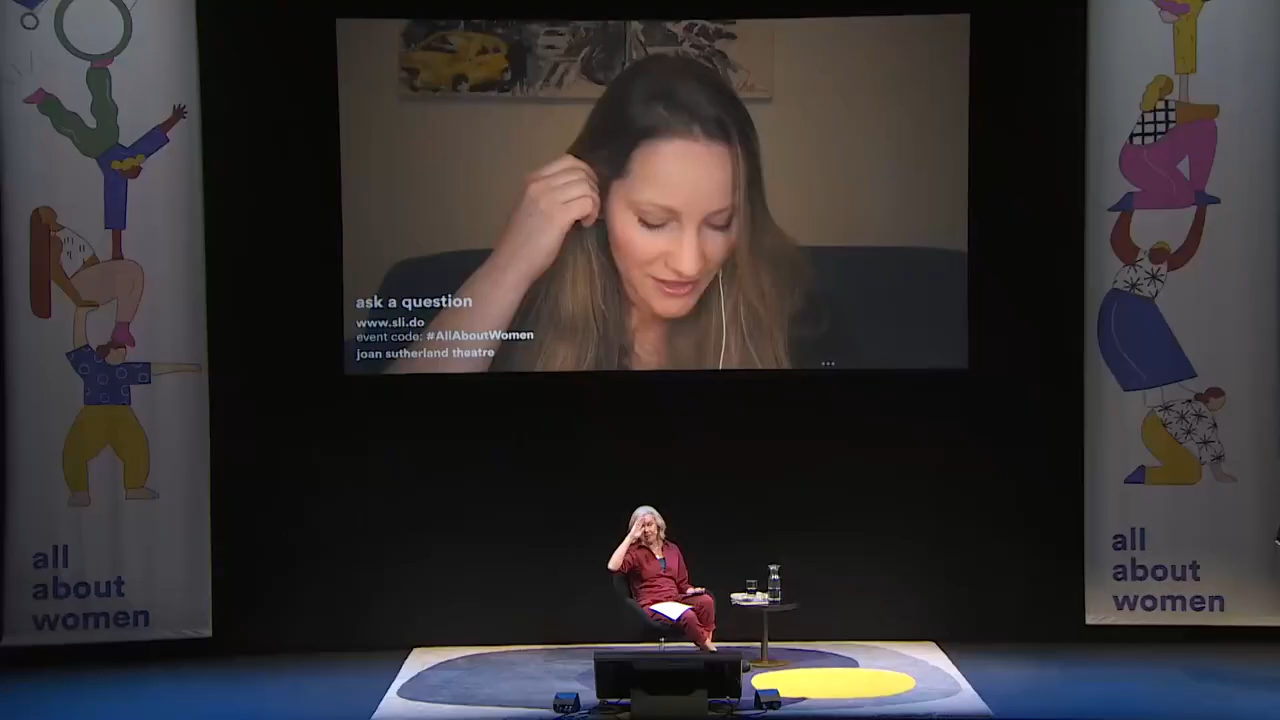 ask a question
www.sli.do
event code: #AllAboutWomen
joan sutherland theatre
all
about
women
all
about
women